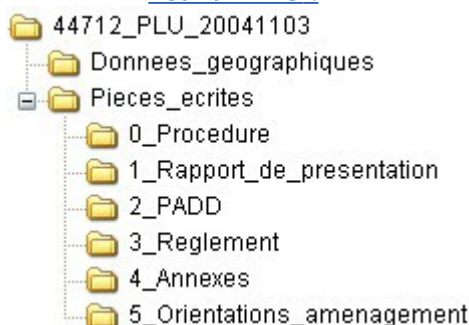 44712_PLU_20041103
Donnees_geographiques
Pieces_ecrites
0_Procedure
1_Rapport_de_presentation
2_PADD
3_Reglement
4_Annexes
5_Orientations_amenagement